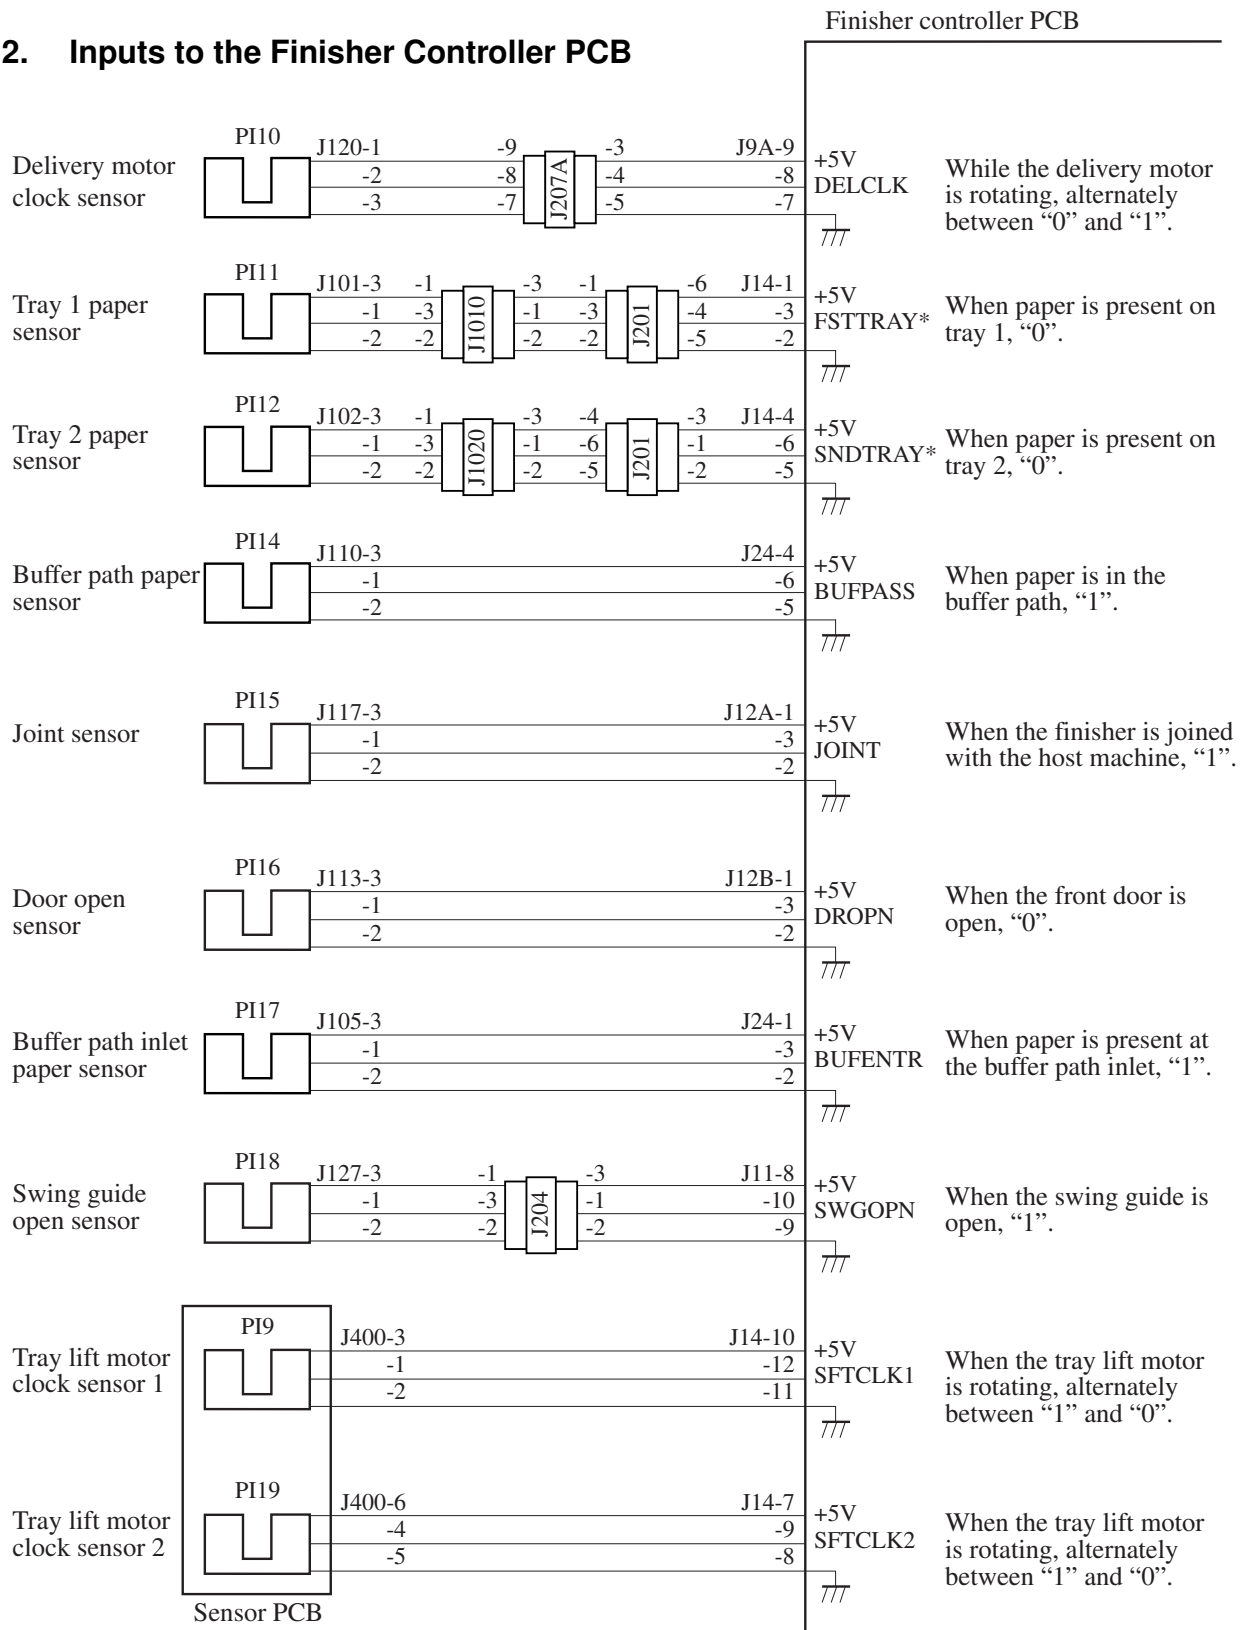 Finisher controller PCB
2. Inputs to the Finisher Controller PCB
PI10
J120-1 -9 -3 J9A-9
Delivery motor +5V While the delivery motor
-2 -8 J207A -4 -8
clock sensor DELCLK is rotating, alternately
-3 -7 -5 -7
between “0” and “1”.
PI11
J101-3 -1 -3 -1 -6 J14-1
Tray 1 paper +5V When paper is present on
-1 -3 J1010 -1 -3 J201 -4 -3
sensor FSTTRAY* tray 1, “0”.
-2 -2 -2 -2 -5 -2
PI12
J102-3 -1 -3 -4 -3 J14-4
Tray 2 paper +5V When paper is present on
-1 -3 J1020 -1 -6 J201 -1 -6
sensor SNDTRAY* tray 2, “0”.
-2 -2 -2 -5 -2 -5
PI14
J110-3 J24-4
Buffer path paper +5V When paper is in the
-1 -6
sensor BUFPASS buffer path, “1”.
-2 -5
PI15
J117-3 J12A-1
Joint sensor +5V When the finisher is joined
-1 -3
JOINT with the host machine, “1”.
-2 -2
PI16
J113-3 J12B-1
Door open +5V When the front door is
-1 -3
sensor DROPN open, “0”.
-2 -2
PI17
J105-3 J24-1
Buffer path inlet +5V When paper is present at
-1 -3
paper sensor BUFENTR the buffer path inlet, “1”.
-2 -2
PI18
J127-3 -1 -3 J11-8
Swing guide +5V When the swing guide is
-1 -3 J204 -1 -10
open sensor SWGOPN open, “1”.
-2 -2 -2 -9
PI9
J400-3 J14-10
Tray lift motor +5V When the tray lift motor
-1 -12
clock sensor 1 SFTCLK1 is rotating, alternately
-2 -11
between “1” and “0”.
PI19
J400-6 J14-7
Tray lift motor +5V When the tray lift motor
-4 -9
clock sensor 2 SFTCLK2 is rotating, alternately
-5 -8
between “1” and “0”.
Sensor PCB